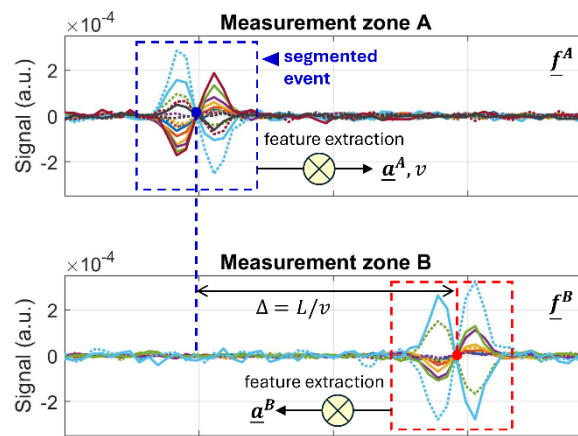 Measurement zone A
×10⁻⁴
2
0
-2
Signal (a.u.)
segmented
event
f^A
feature extraction
a^A, v
Measurement zone B
×10⁻⁴
2
0
-2
Signal (a.u.)
Δ = L/v
f^B
feature extraction
a^B